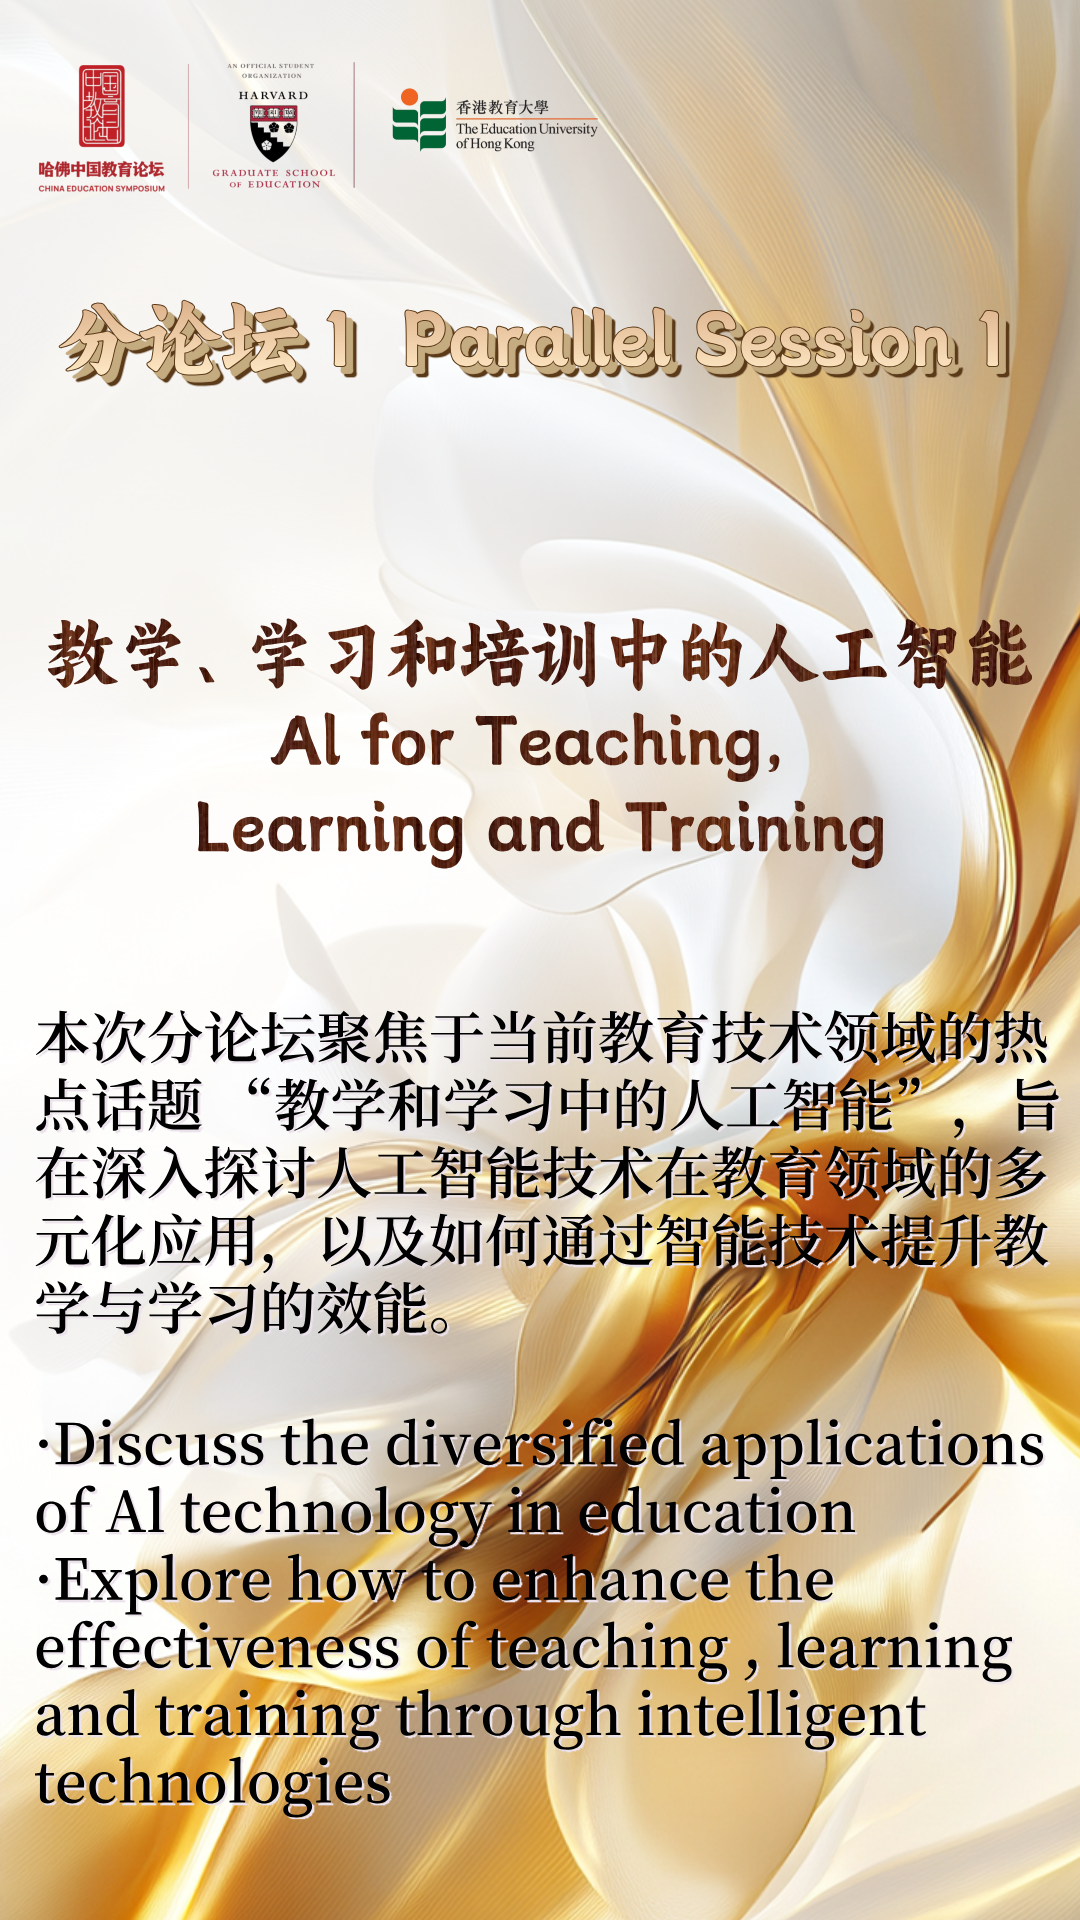 中国教育论坛
哈佛中国教育论坛
CHINA EDUCATION SYMPOSIUM
AN OFFICIAL STUDENT
ORGANIZATION
HARVARD
GRADUATE SCHOOL
OF EDUCATION
香港教育大學
The Education University
of Hong Kong
分论坛 1 Parallel Session 1
教学、学习和培训中的人工智能
Al for Teaching,
Learning and Training
本次分论坛聚焦于当前教育技术领域的热
点话题 “教学和学习中的人工智能” ， 旨
在深入探讨人工智能技术在教育领域的多
元化应用， 以及如何通过智能技术提升教
学与学习的效能。
·Discuss the diversified applications
of Al technology in education
·Explore how to enhance the
effectiveness of teaching , learning
and training through intelligent
technologies